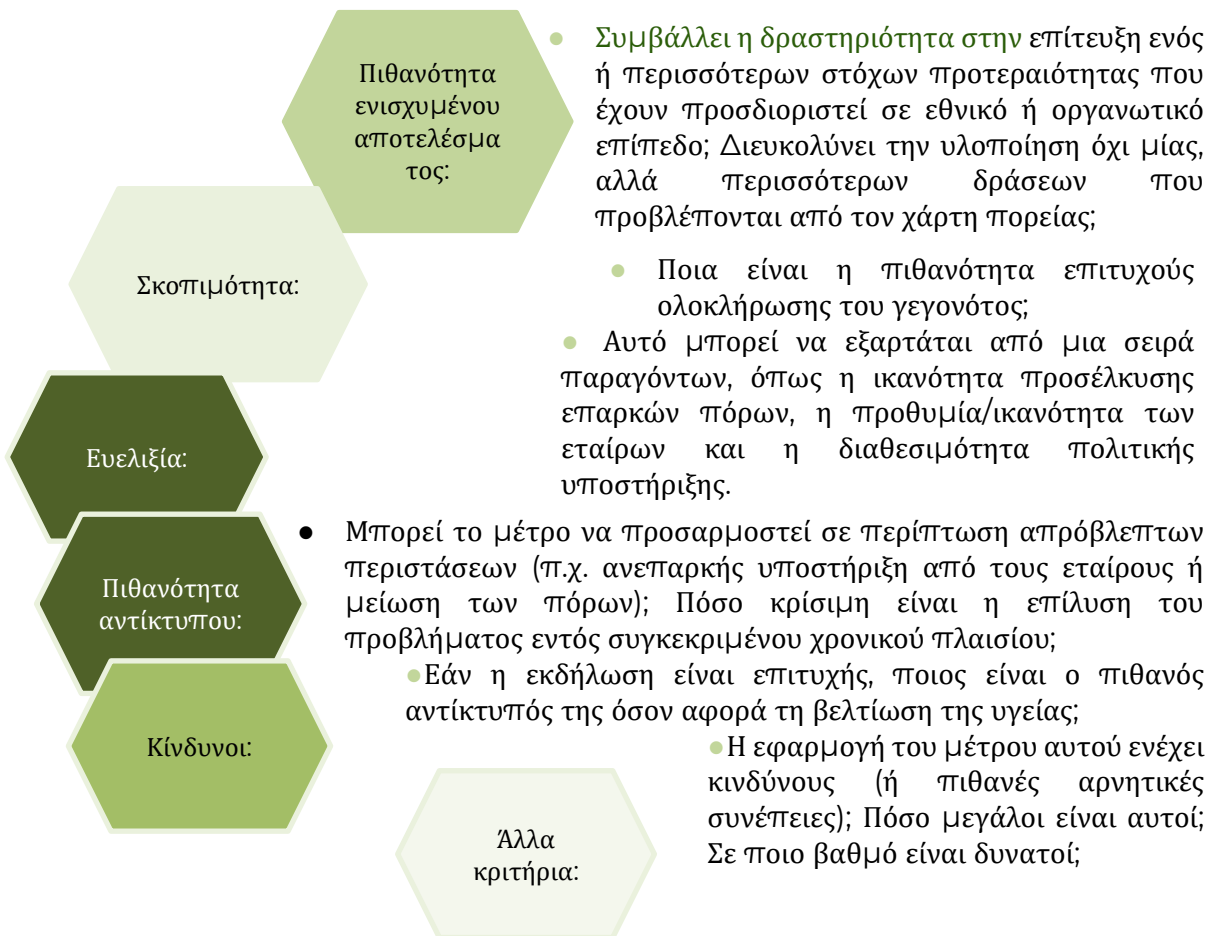 Πιθανότητα
ενισχυμένου
αποτελέσμα
τος:
Σκοπιμότητα:
Ευελιξία:
Πιθανότητα
αντίκτυπου:
Κίνδυνοι:
Άλλα
κριτήρια:
● Συμβάλλει η δραστηριότητα στην επίτευξη ενός
ή περισσότερων στόχων προτεραιότητας που
έχουν προσδιοριστεί σε εθνικό ή οργανωτικό
επίπεδο; Διευκολύνει την υλοποίηση όχι μίας,
αλλά περισσότερων δράσεων που
προβλέπονται από τον χάρτη πορείας;
● Ποια είναι η πιθανότητα επιτυχούς
ολοκλήρωσης του γεγονότος;
● Αυτό μπορεί να εξαρτάται από μια σειρά
παραγόντων, όπως η ικανότητα προσέλκυσης
επαρκών πόρων, η προθυμία/ικανότητα των
εταίρων και η διαθεσιμότητα πολιτικής
υποστήριξης.
● Μπορεί το μέτρο να προσαρμοστεί σε περίπτωση απρόβλεπτων
περιστάσεων (π.χ. ανεπαρκής υποστήριξη από τους εταίρους ή
μείωση των πόρων); Πόσο κρίσιμη είναι η επίλυση του
προβλήματος εντός συγκεκριμένου χρονικού πλαισίου;
●Εάν η εκδήλωση είναι επιτυχής, ποιος είναι ο πιθανός
αντίκτυπός της όσον αφορά τη βελτίωση της υγείας;
●Η εφαρμογή του μέτρου αυτού ενέχει
κινδύνους (ή πιθανές αρνητικές
συνέπειες); Πόσο μεγάλοι είναι αυτοί;
Σε ποιο βαθμό είναι δυνατοί;